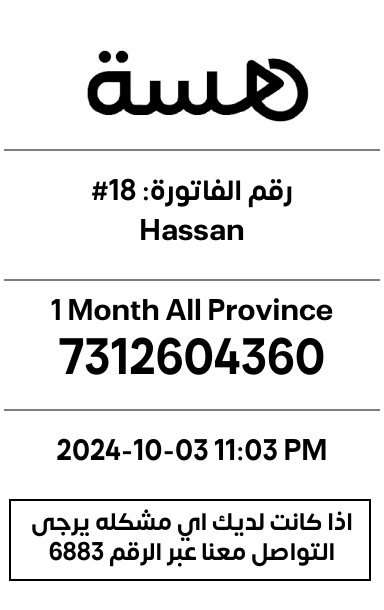 هسة
رقم الفاتورة: 18#
Hassan
1 Month All Province
7312604360
2024-10-03 11:03 PM
اذا كانت لديك اي مشكله يرجى
التواصل معنا عبر الرقم 6883